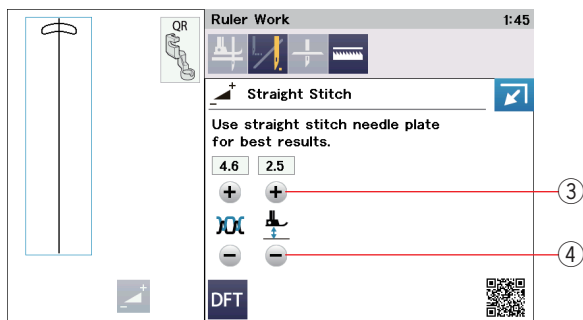 QR
Ruler Work 1:45
Straight Stitch
Use straight stitch needle plate
for best results.
4.6 2.5
③
④
DFT